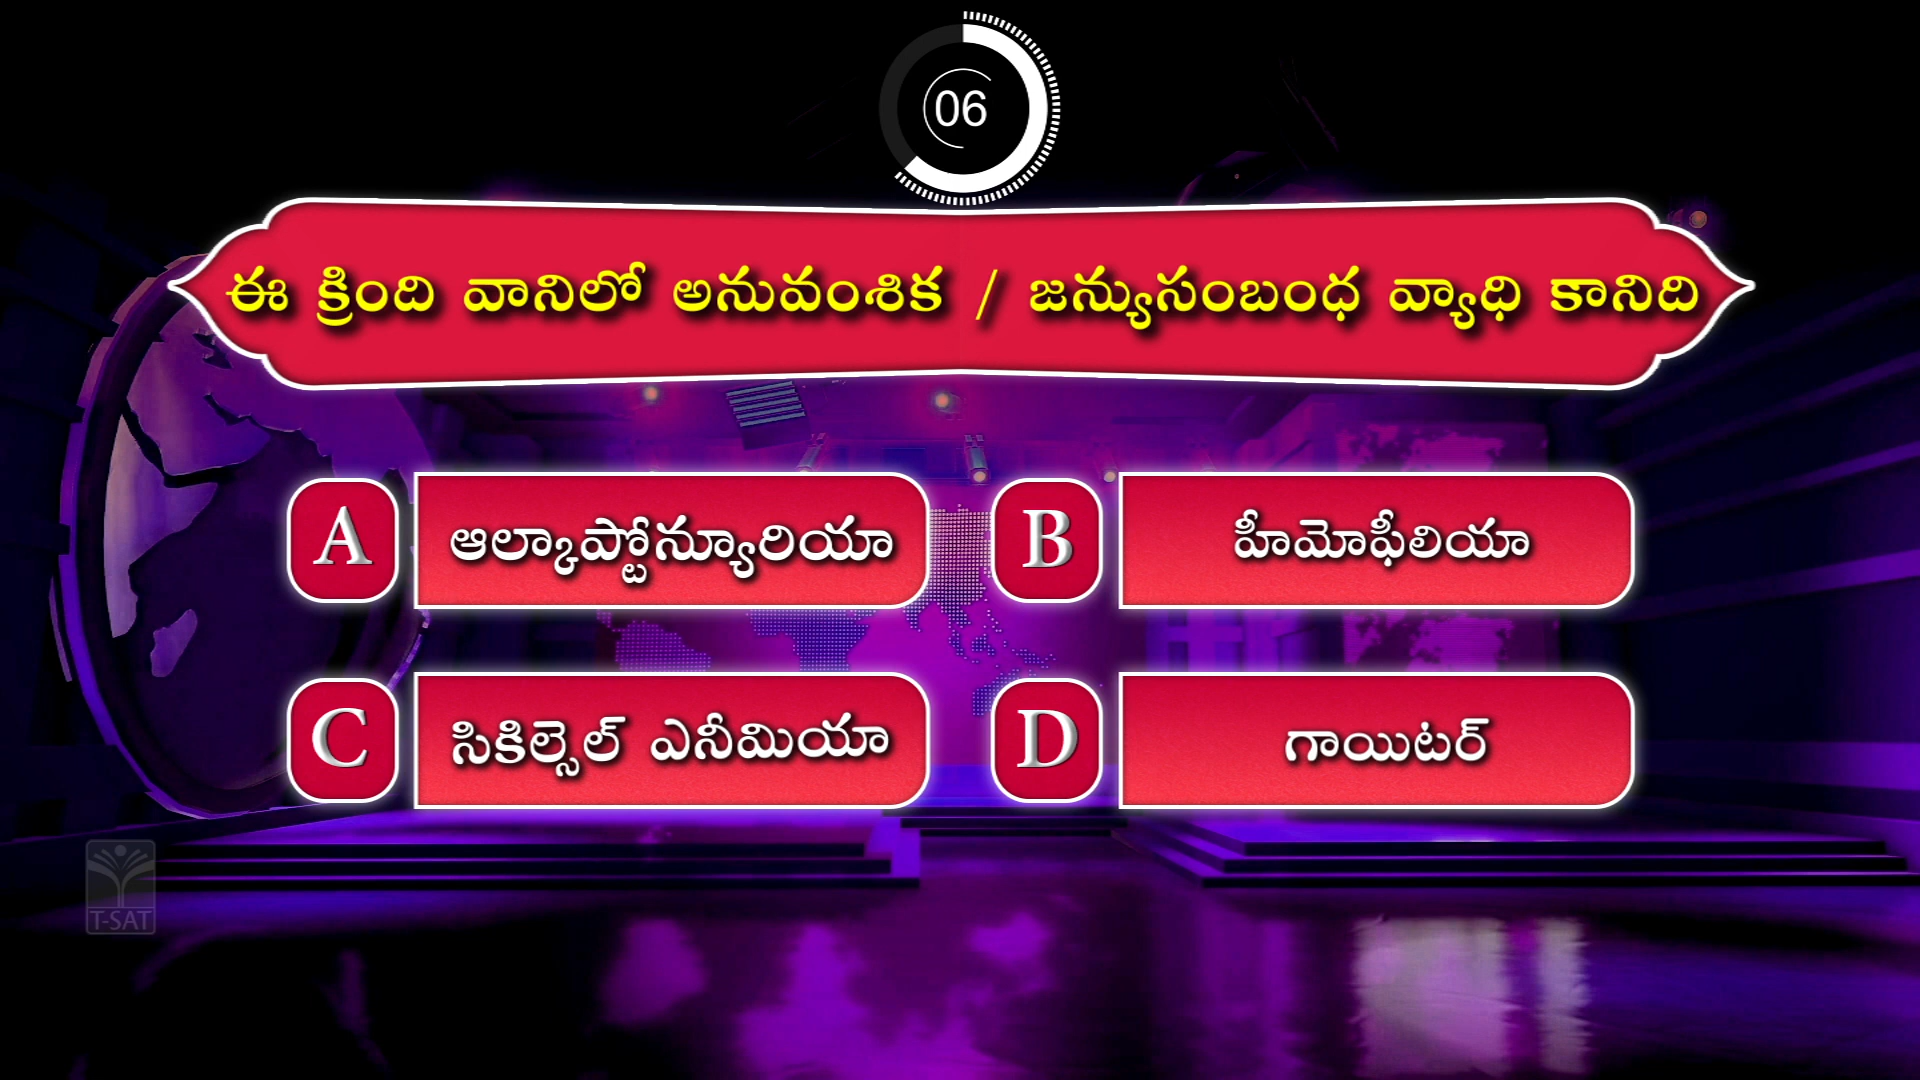 06
ఈ క్రింది వానిలో అనువంశిక / జన్యుసంబంధ వ్యాధి కానిది
A ఆల్కాప్టోన్యూరియా
B హీమోఫీలియా
C సికిల్సెల్ ఎనీమియా
D గాయిటర్
T-SAT